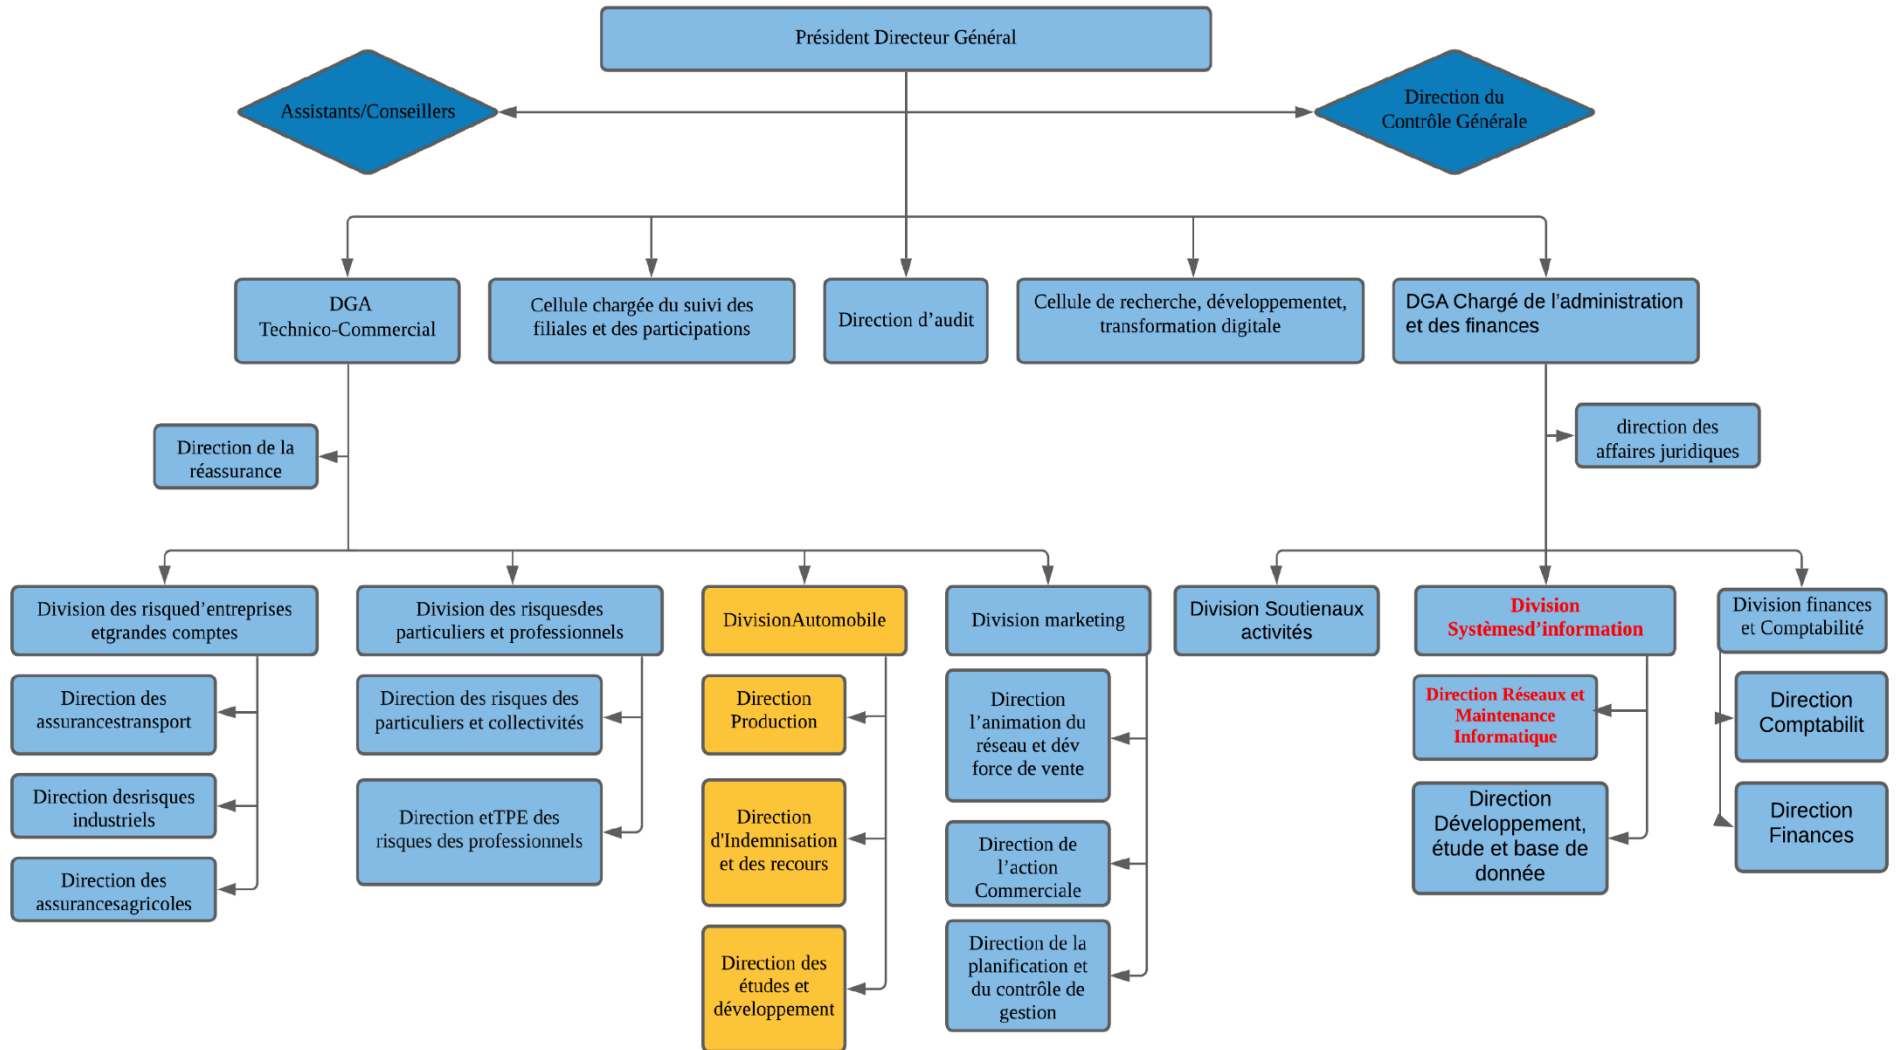 Président Directeur Général
Assistants/Conseillers
Direction du
Contrôle Générale
DGA
Technico-Commercial
Cellule chargée du suivi des
filiales et des participations
Direction d’audit
Cellule de recherche, développementet,
transformation digitale
DGA Chargé de l’administration
et des finances
Direction de la
réassurance
direction des
affaires juridiques
Division des risqued’entreprises
etgrandes comptes
Division des risquesdes
particuliers et professionnels
DivisionAutomobile
Division marketing
Division Soutienaux
activités
Division
Systèmesd’information
Division finances
et Comptabilité
Direction des
assurancestransport
Direction desrisques
industriels
Direction des
assurancesagricoles
Direction des risques des
particuliers et collectivités
Direction etTPE des
risques des professionnels
Direction
Production
Direction
d'Indemnisation
et des recours
Direction des
études et
développement
Direction
l’animation du
réseau et dév
force de vente
Direction de
l’action
Commerciale
Direction de la
planification et
du contrôle de
gestion
Direction Réseaux et
Maintenance
Informatique
Direction
Développement,
étude et base de
donnée
Direction
Comptabilit
Direction
Finances